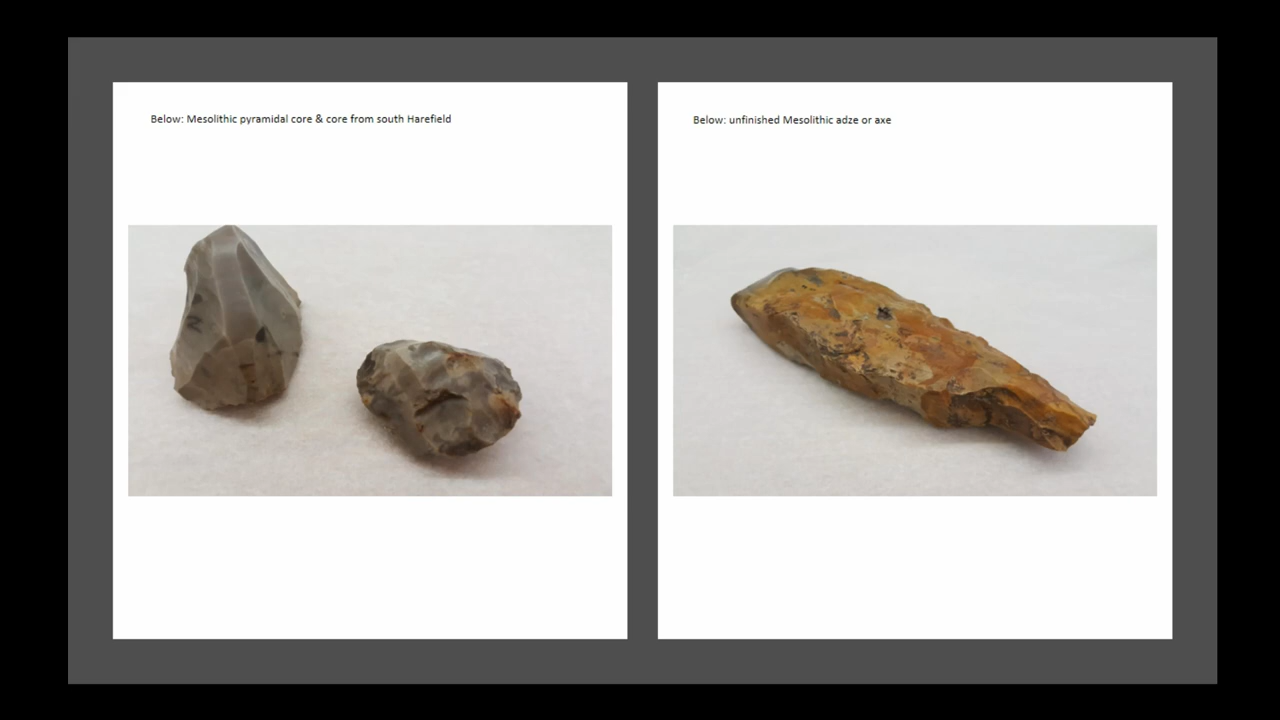 Below: Mesolithic pyramidal core & core from south Harefield
Below: unfinished Mesolithic adze or axe